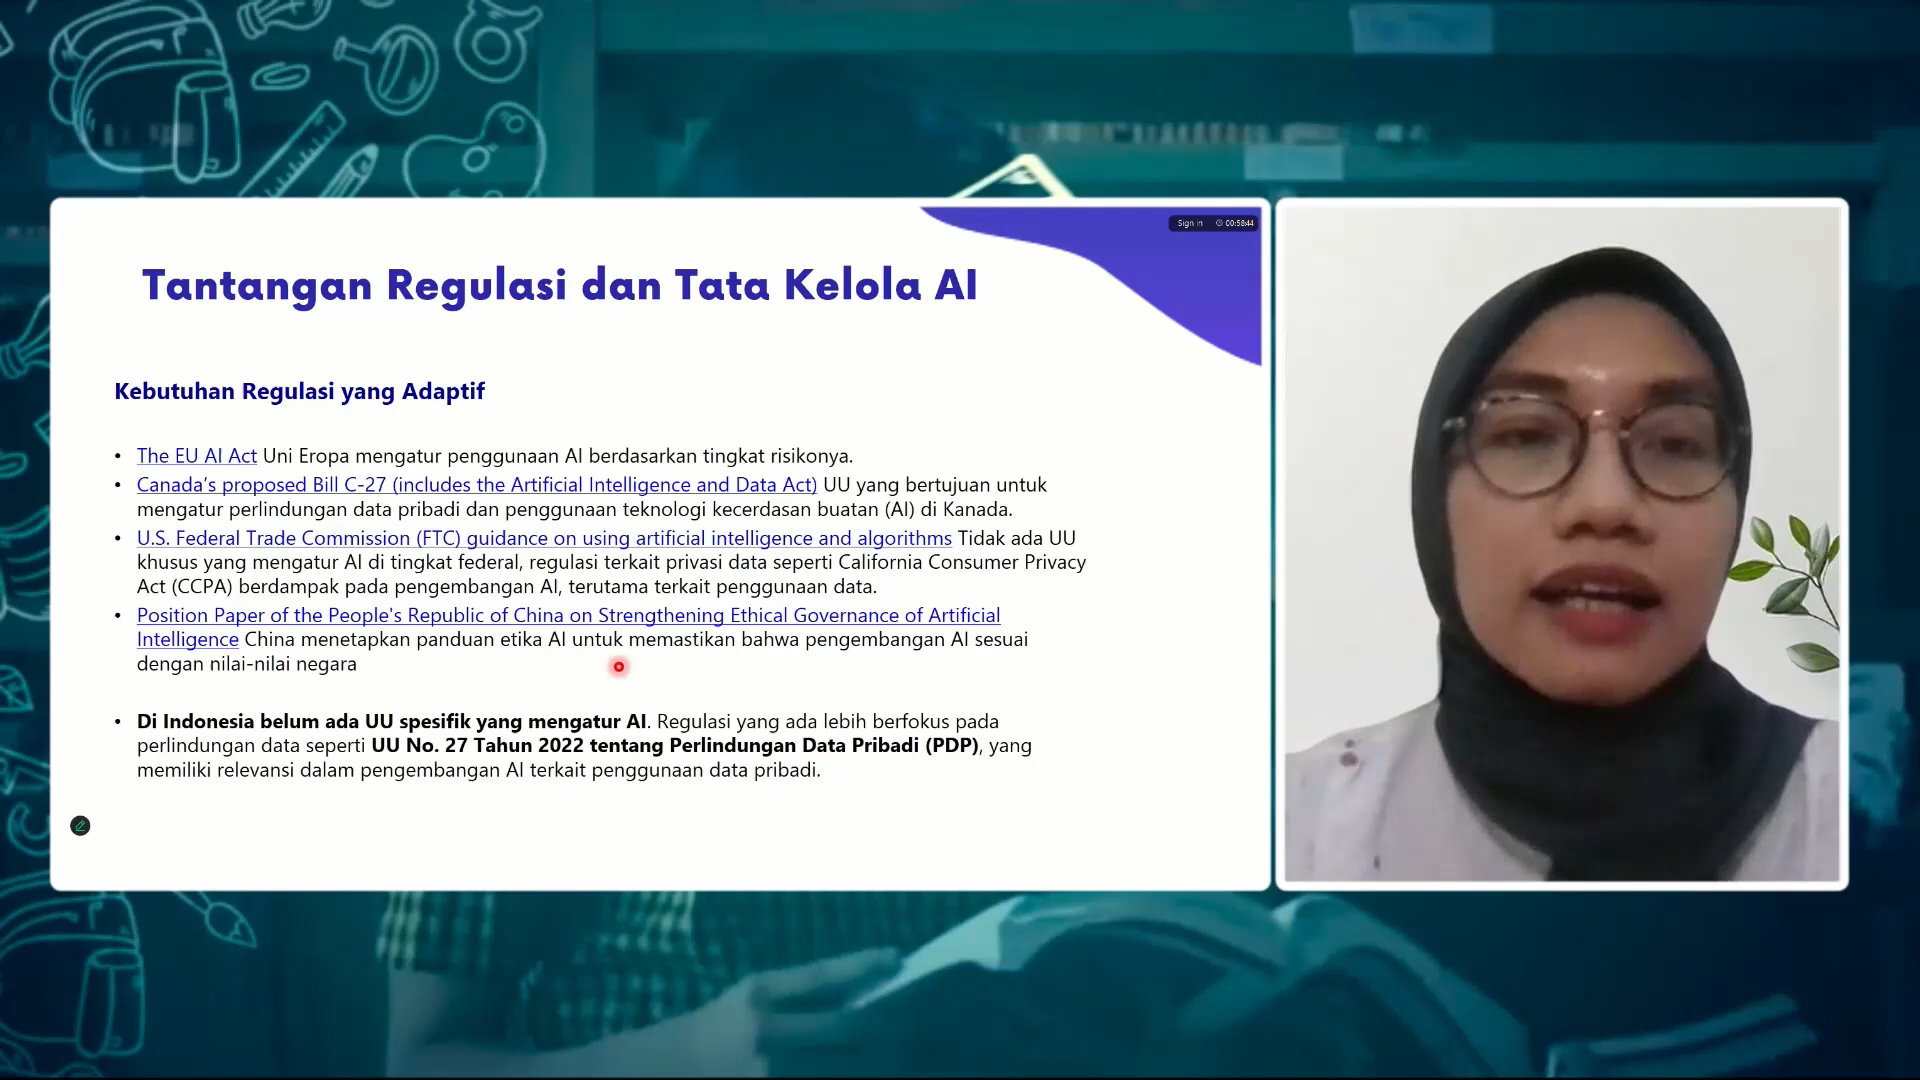 Sign in 00:58:44
Tantangan Regulasi dan Tata Kelola AI
Kebutuhan Regulasi yang Adaptif
• The EU AI Act Uni Eropa mengatur penggunaan AI berdasarkan tingkat risikonya.
• Canada’s proposed Bill C-27 (includes the Artificial Intelligence and Data Act) UU yang bertujuan untuk
mengatur perlindungan data pribadi dan penggunaan teknologi kecerdasan buatan (AI) di Kanada.
• U.S. Federal Trade Commission (FTC) guidance on using artificial intelligence and algorithms Tidak ada UU
khusus yang mengatur AI di tingkat federal, regulasi terkait privasi data seperti California Consumer Privacy
Act (CCPA) berdampak pada pengembangan AI, terutama terkait penggunaan data.
• Position Paper of the People's Republic of China on Strengthening Ethical Governance of Artificial
Intelligence China menetapkan panduan etika AI untuk memastikan bahwa pengembangan AI sesuai
dengan nilai-nilai negara
• Di Indonesia belum ada UU spesifik yang mengatur AI. Regulasi yang ada lebih berfokus pada
perlindungan data seperti UU No. 27 Tahun 2022 tentang Perlindungan Data Pribadi (PDP), yang
memiliki relevansi dalam pengembangan AI terkait penggunaan data pribadi.